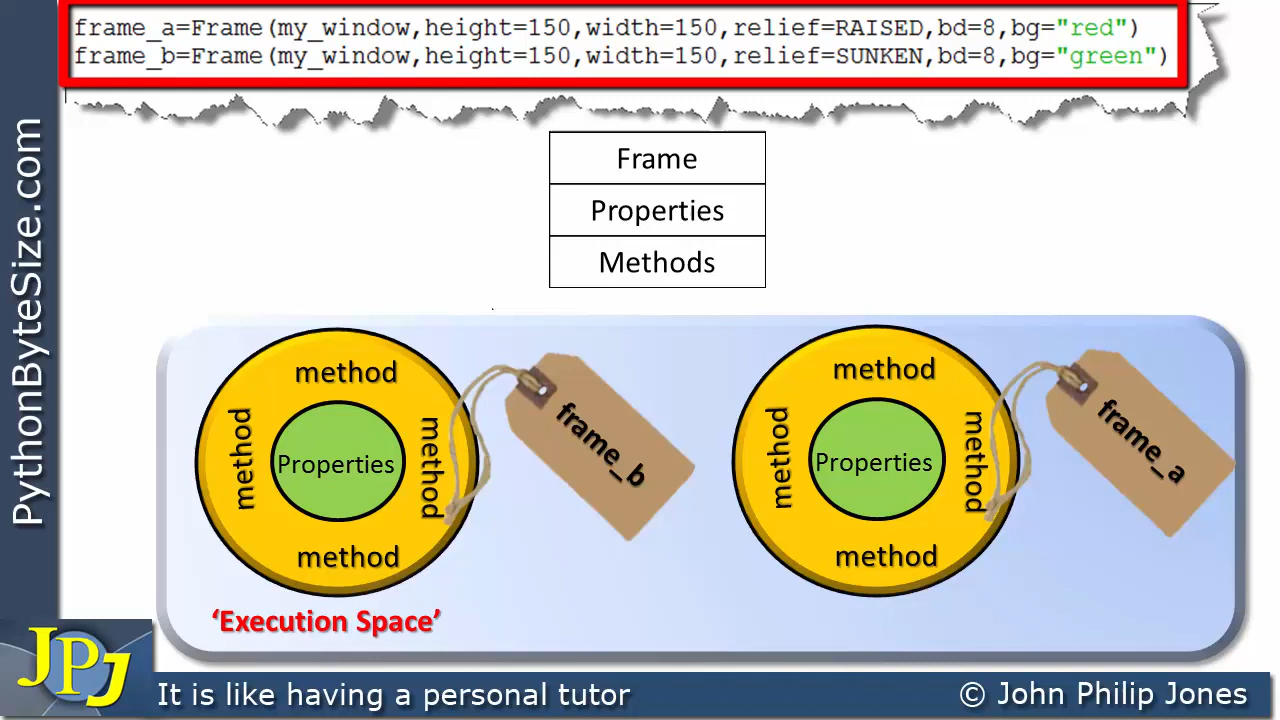 frame_a=Frame(my_window,height=150,width=150,relief=RAISED,bd=8,bg="red")
frame_b=Frame(my_window,height=150,width=150,relief=SUNKEN,bd=8,bg="green")
PythonByteSize.com
Frame
Properties
Methods
method
method
Properties
method
method
frame_b
method
method
Properties
method
method
frame_a
‘Execution Space’
JPJ
It is like having a personal tutor
© John Philip Jones